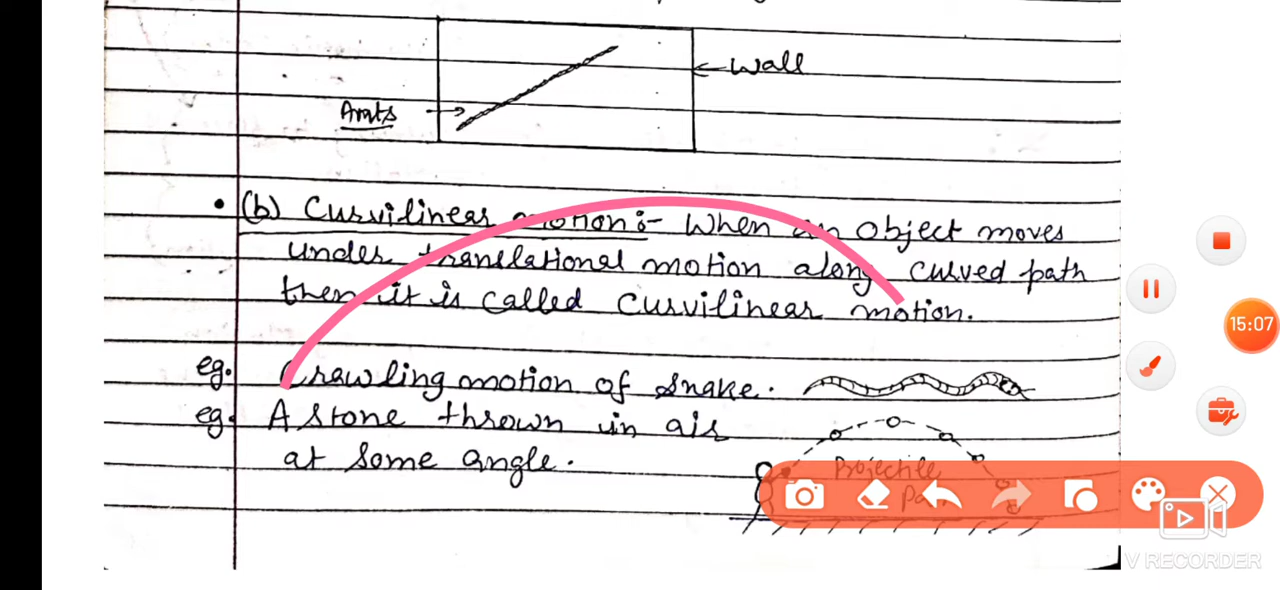 ← Wall
Ants →
• (b) Curvilinear motion:- When an object moves
under translational motion along curved path
then it is called Curvilinear motion.
eg. Crawling motion of snake.
eg. A stone thrown in air
at some angle.
Projectile
15:07
V RECORDER